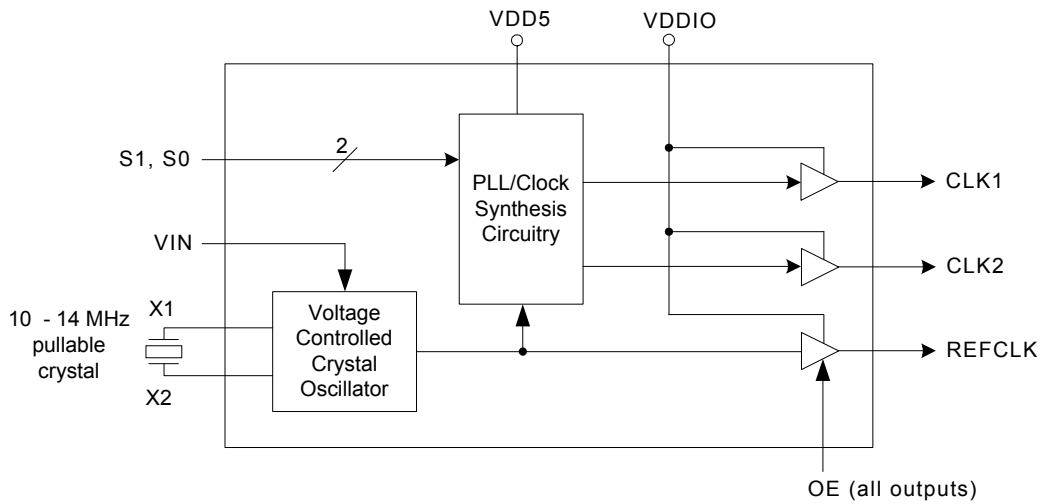 VDD5
VDDIO
S1, S0
2
PLL/Clock
Synthesis
Circuitry
CLK1
VIN
CLK2
10 - 14 MHz
pullable
crystal
X1
X2
Voltage
Controlled
Crystal
Oscillator
REFCLK
OE (all outputs)